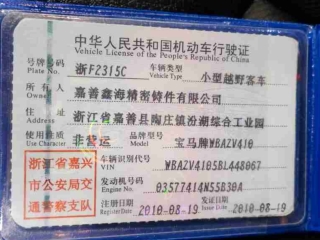 中华人民共和国机动车行驶证
Vehicle License of the People's Republic of China
号牌号码 浙F2315C 车辆类型 小型越野客车
Plate No. Vehicle Type
所有人 嘉善鑫海精密铸件有限公司
Owner
住址 浙江省嘉善县陶庄镇汾湖综合工业园
Address
使用性质 非营运 品牌型号 宝马牌WBAZV410
Use Character Model
浙江省嘉兴
市公安局交
通警察支队
车辆识别代号 WBAZV4105BL448067
VIN
发动机号码 03577414N55B30A
Engine No.
注册日期 2010-08-19 发证日期 2010-08-19
Register Date Issue Date